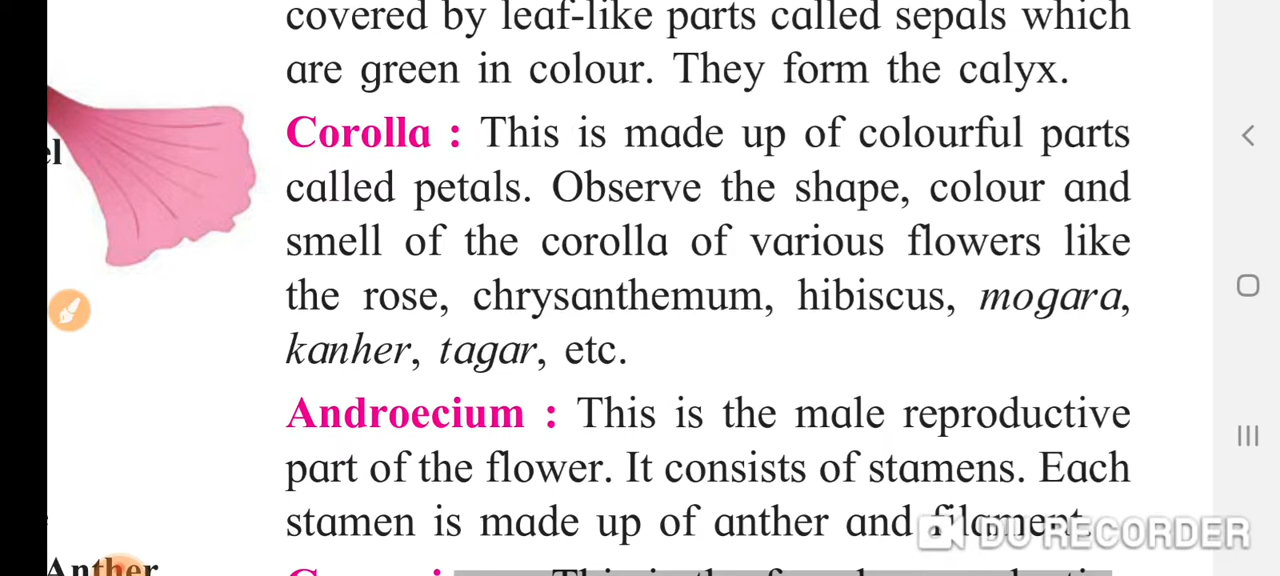 covered by leaf-like parts called sepals which
are green in colour. They form the calyx.
Corolla : This is made up of colourful parts
el
called petals. Observe the shape, colour and
smell of the corolla of various flowers like
the rose, chrysanthemum, hibiscus, mogara,
kanher, tagar, etc.
Androecium : This is the male reproductive
part of the flower. It consists of stamens. Each
stamen is made up of anther and filament.
DU RECORDER
Anther